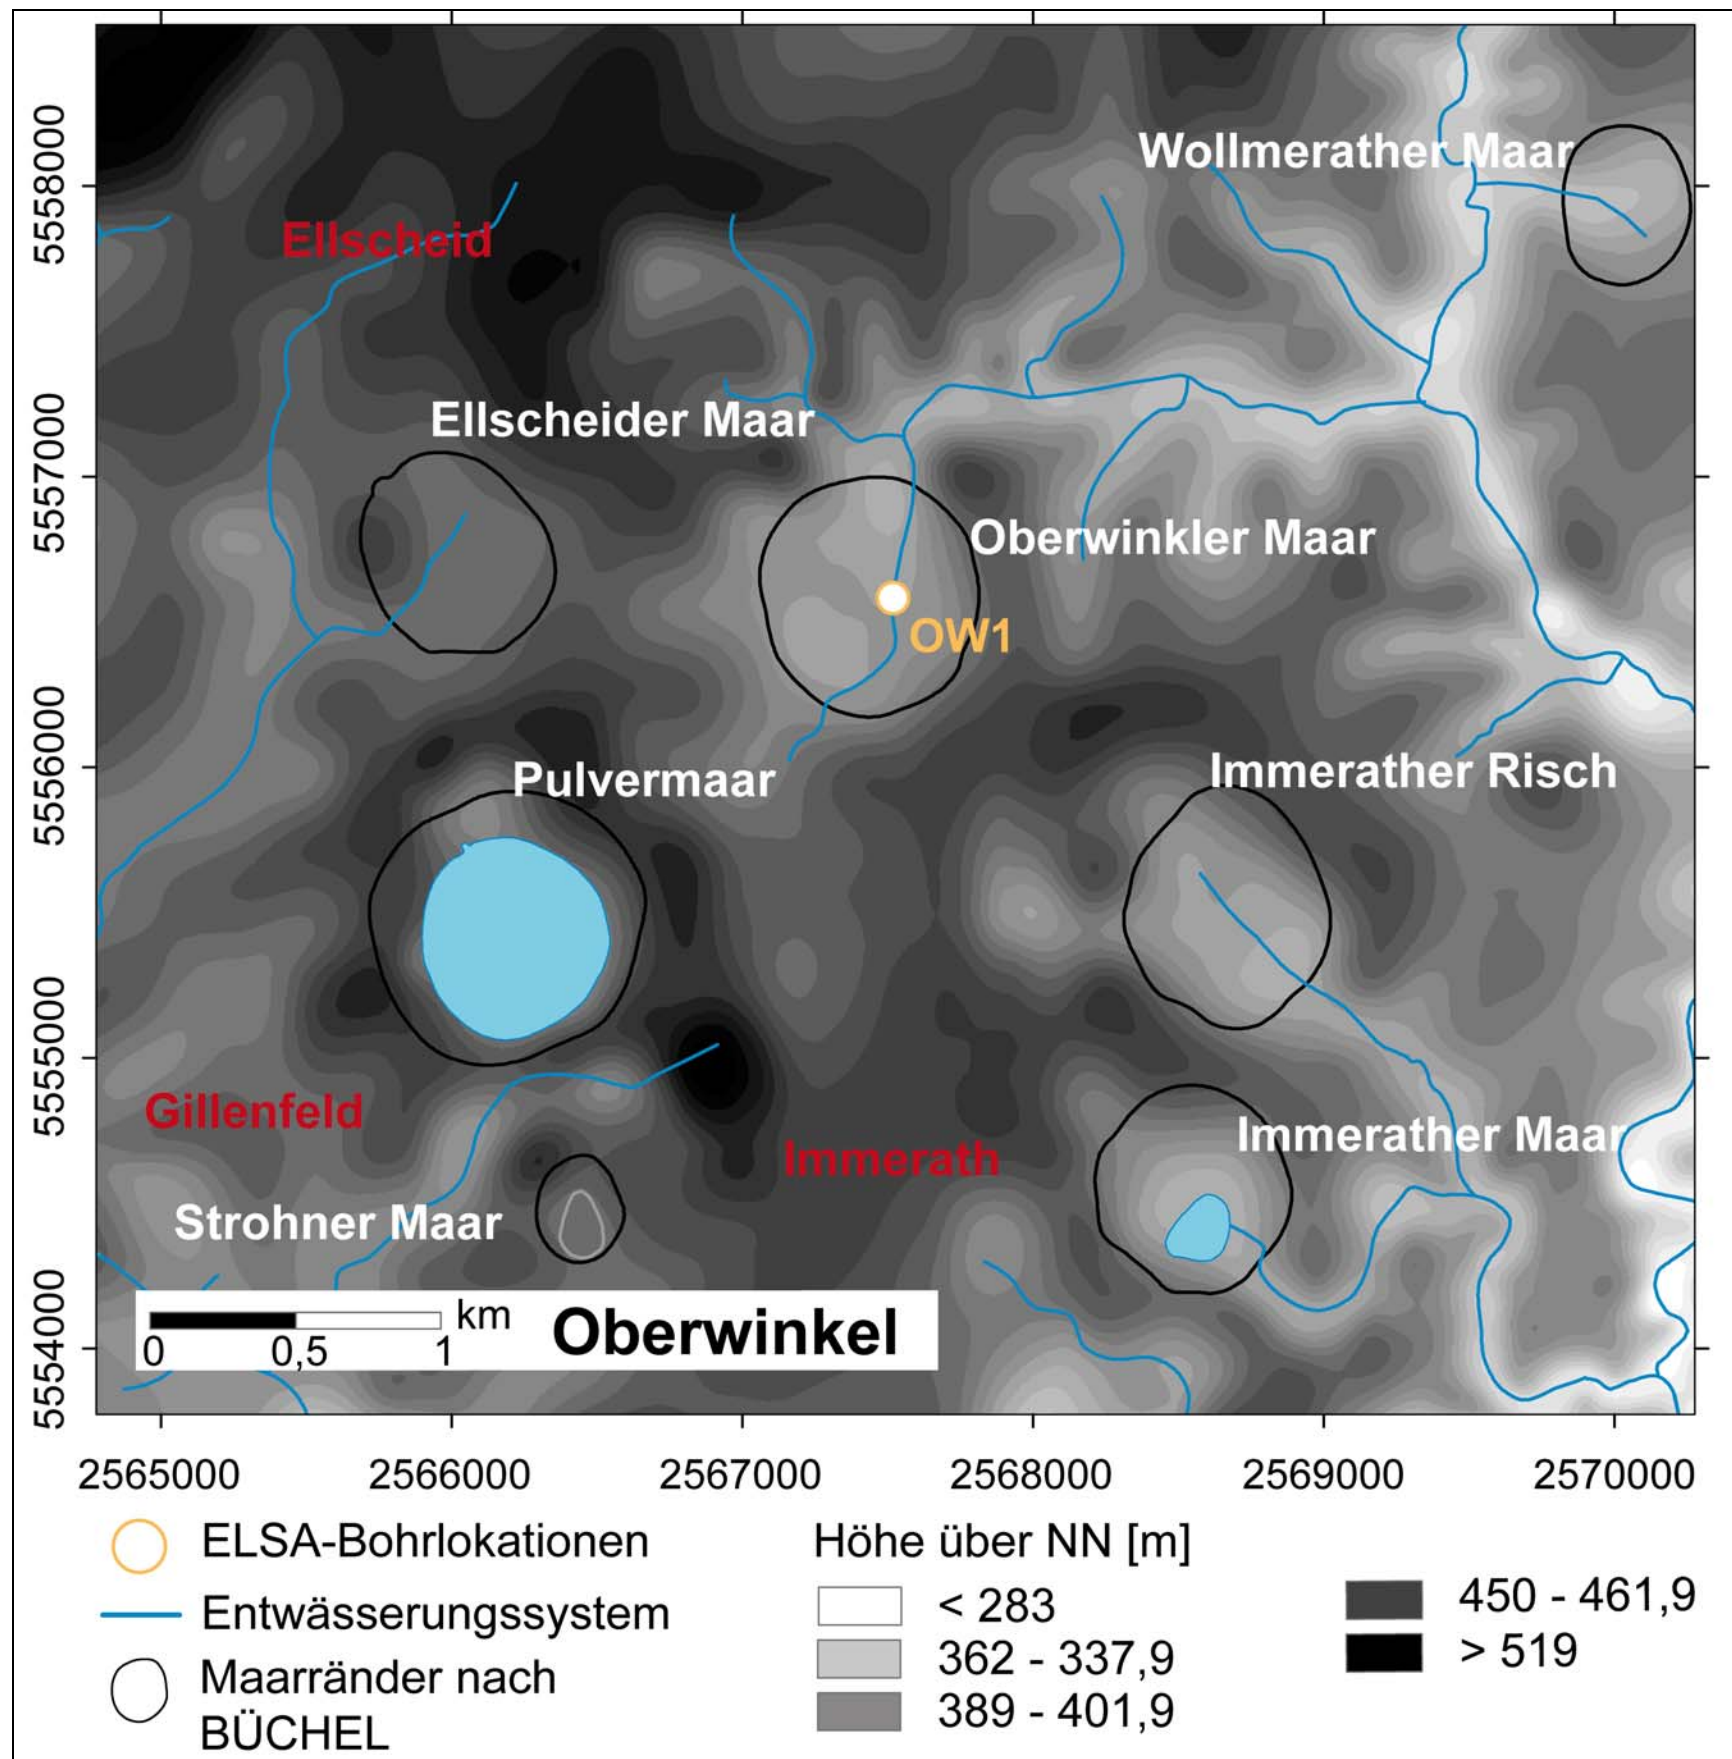 Wollmerather Maar
Ellscheid
Ellscheider Maar
Oberwinkler Maar
OW1
Pulvermaar
Immerather Risch
Gillenfeld
Immerath
Immerather Maar
Strohner Maar
km
0 0,5 1
Oberwinkel
5558000
5557000
5556000
5555000
5554000
2565000 2566000 2567000 2568000 2569000 2570000
ELSA-Bohrlokationen
Entwässerungssystem
Maarränder nach
BÜCHEL
Höhe über NN [m]
< 283
362 - 337,9
389 - 401,9
450 - 461,9
> 519